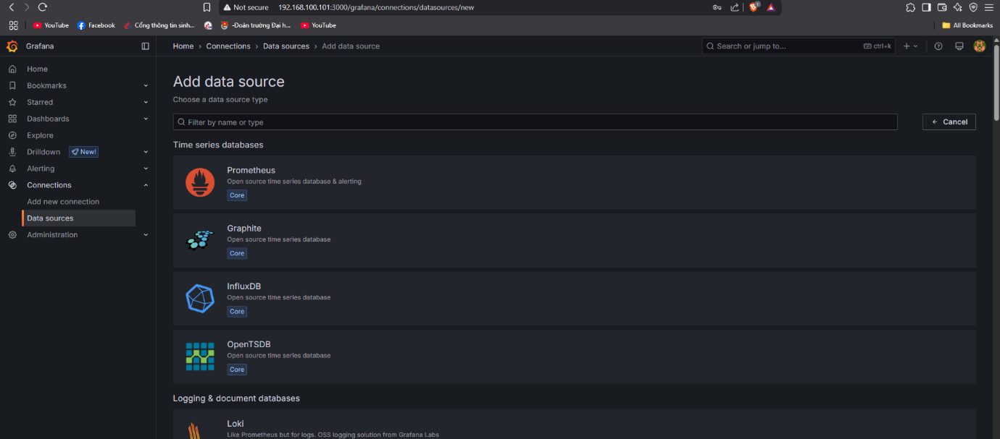 Not secure 192.168.100.101:3000/grafana/connections/datasources/new
YouTube Facebook Cổng thông tin sinh... -Đoàn trường Đại h... YouTube All Bookmarks
Grafana
Home › Connections › Data sources › Add data source
Search or jump to... ctrl+k
Home
Bookmarks
Starred
Dashboards
Explore
Drilldown New!
Alerting
Connections
Add new connection
Data sources
Administration
Add data source
Choose a data source type
Filter by name or type
Cancel
Time series databases
Prometheus
Open source time series database & alerting
Core
Graphite
Open source time series database
Core
InfluxDB
Open source time series database
Core
OpenTSDB
Open source time series database
Core
Logging & document databases
Loki
Like Prometheus but for logs. OSS logging solution from Grafana Labs